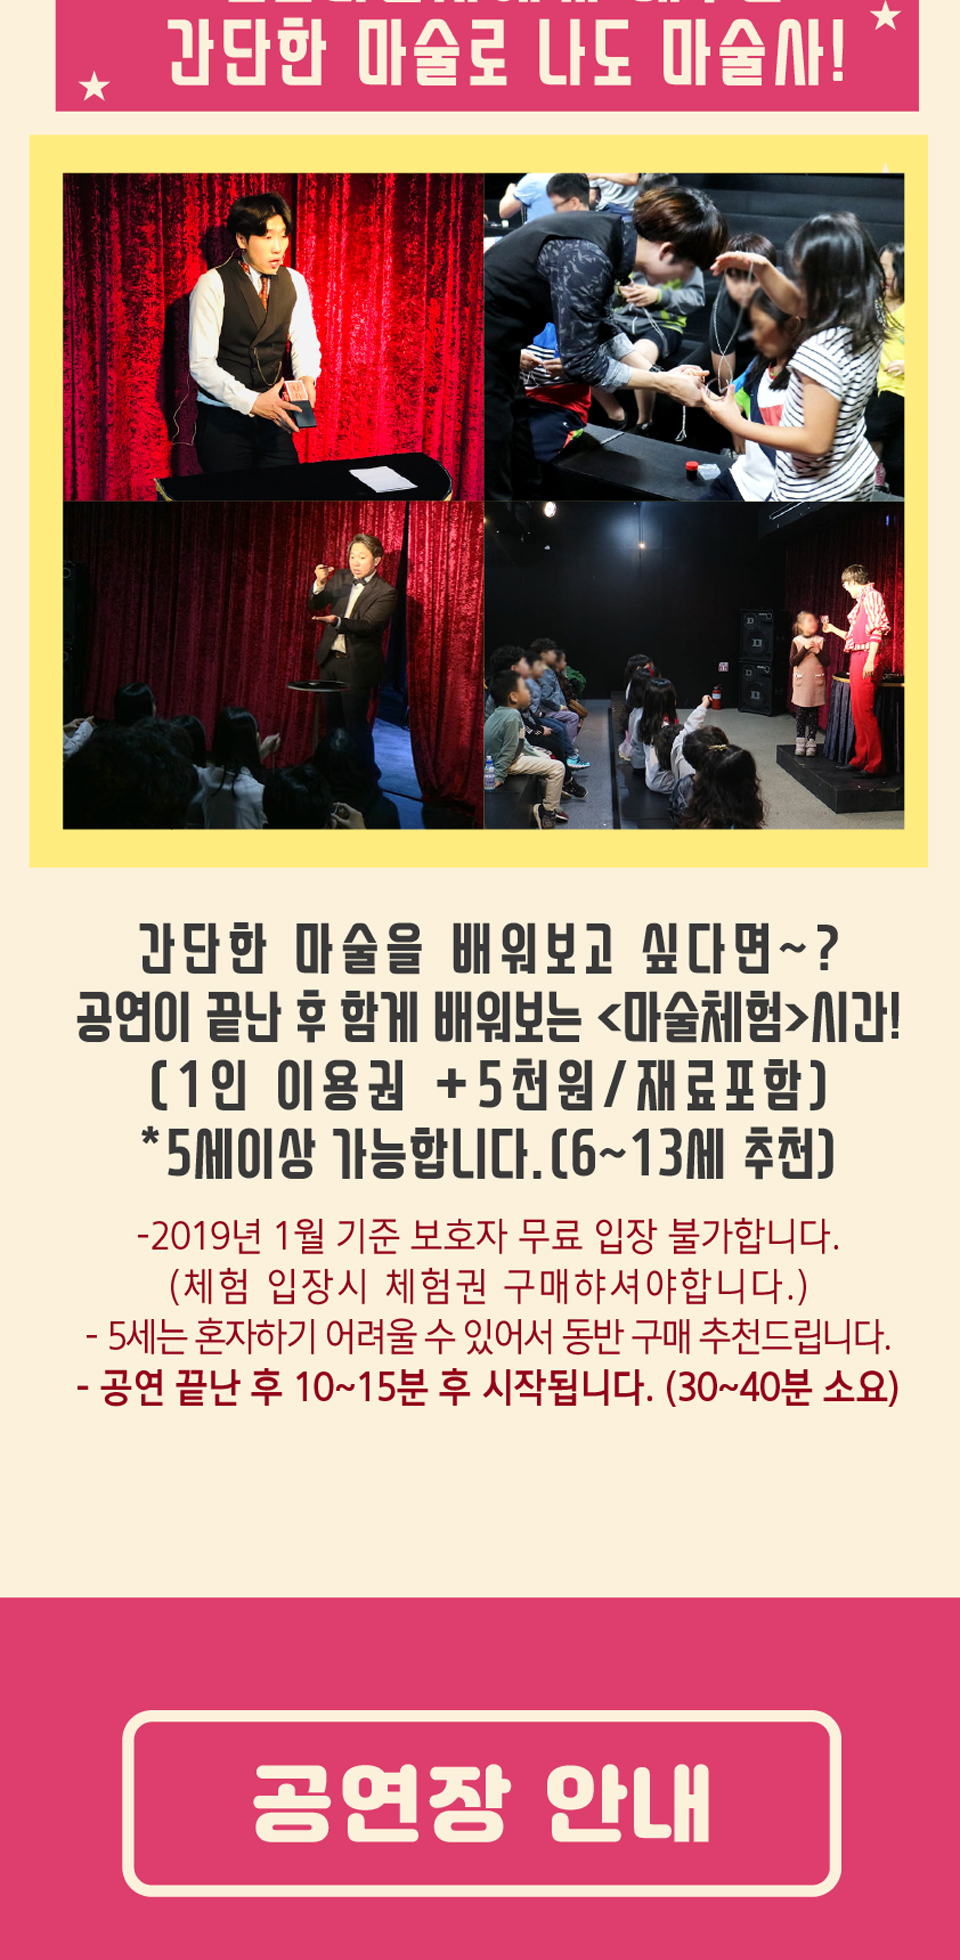 간단한 마술로 나도 마술사!
간단한 마술을 배워보고 싶다면~?
공연이 끝난 후 함께 배워보는 <마술체험>시간!
(1인 이용권 +5천원/재료포함)
*5세이상 가능합니다.(6~13세 추천)
-2019년 1월 기준 보호자 무료 입장 불가합니다.
(체험 입장시 체험권 구매햐셔야합니다.)
- 5세는 혼자하기 어려울 수 있어서 동반 구매 추천드립니다.
- 공연 끝난 후 10~15분 후 시작됩니다. (30~40분 소요)
공연장 안내